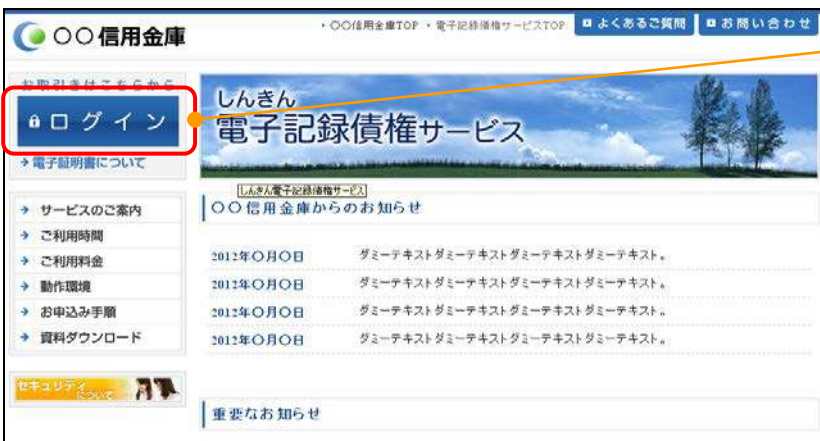 〇〇信用金庫
・〇〇信用金庫TOP ・電子記録債権サービスTOP
よくあるご質問
お問い合わせ
お取引きはこちらから
ログイン
電子証明書について
しんきん
電子記録債権サービス
しんきん電子記録債権サービス
サービスのご案内
ご利用時間
ご利用料金
動作環境
お申込み手順
資料ダウンロード
セキュリティ
について
〇〇信用金庫からのお知らせ
2012年〇月〇日 ダミーテキストダミーテキストダミーテキストダミーテキスト。
2012年〇月〇日 ダミーテキストダミーテキストダミーテキストダミーテキスト。
2012年〇月〇日 ダミーテキストダミーテキストダミーテキストダミーテキスト。
2012年〇月〇日 ダミーテキストダミーテキストダミーテキストダミーテキスト。
重要なお知らせ